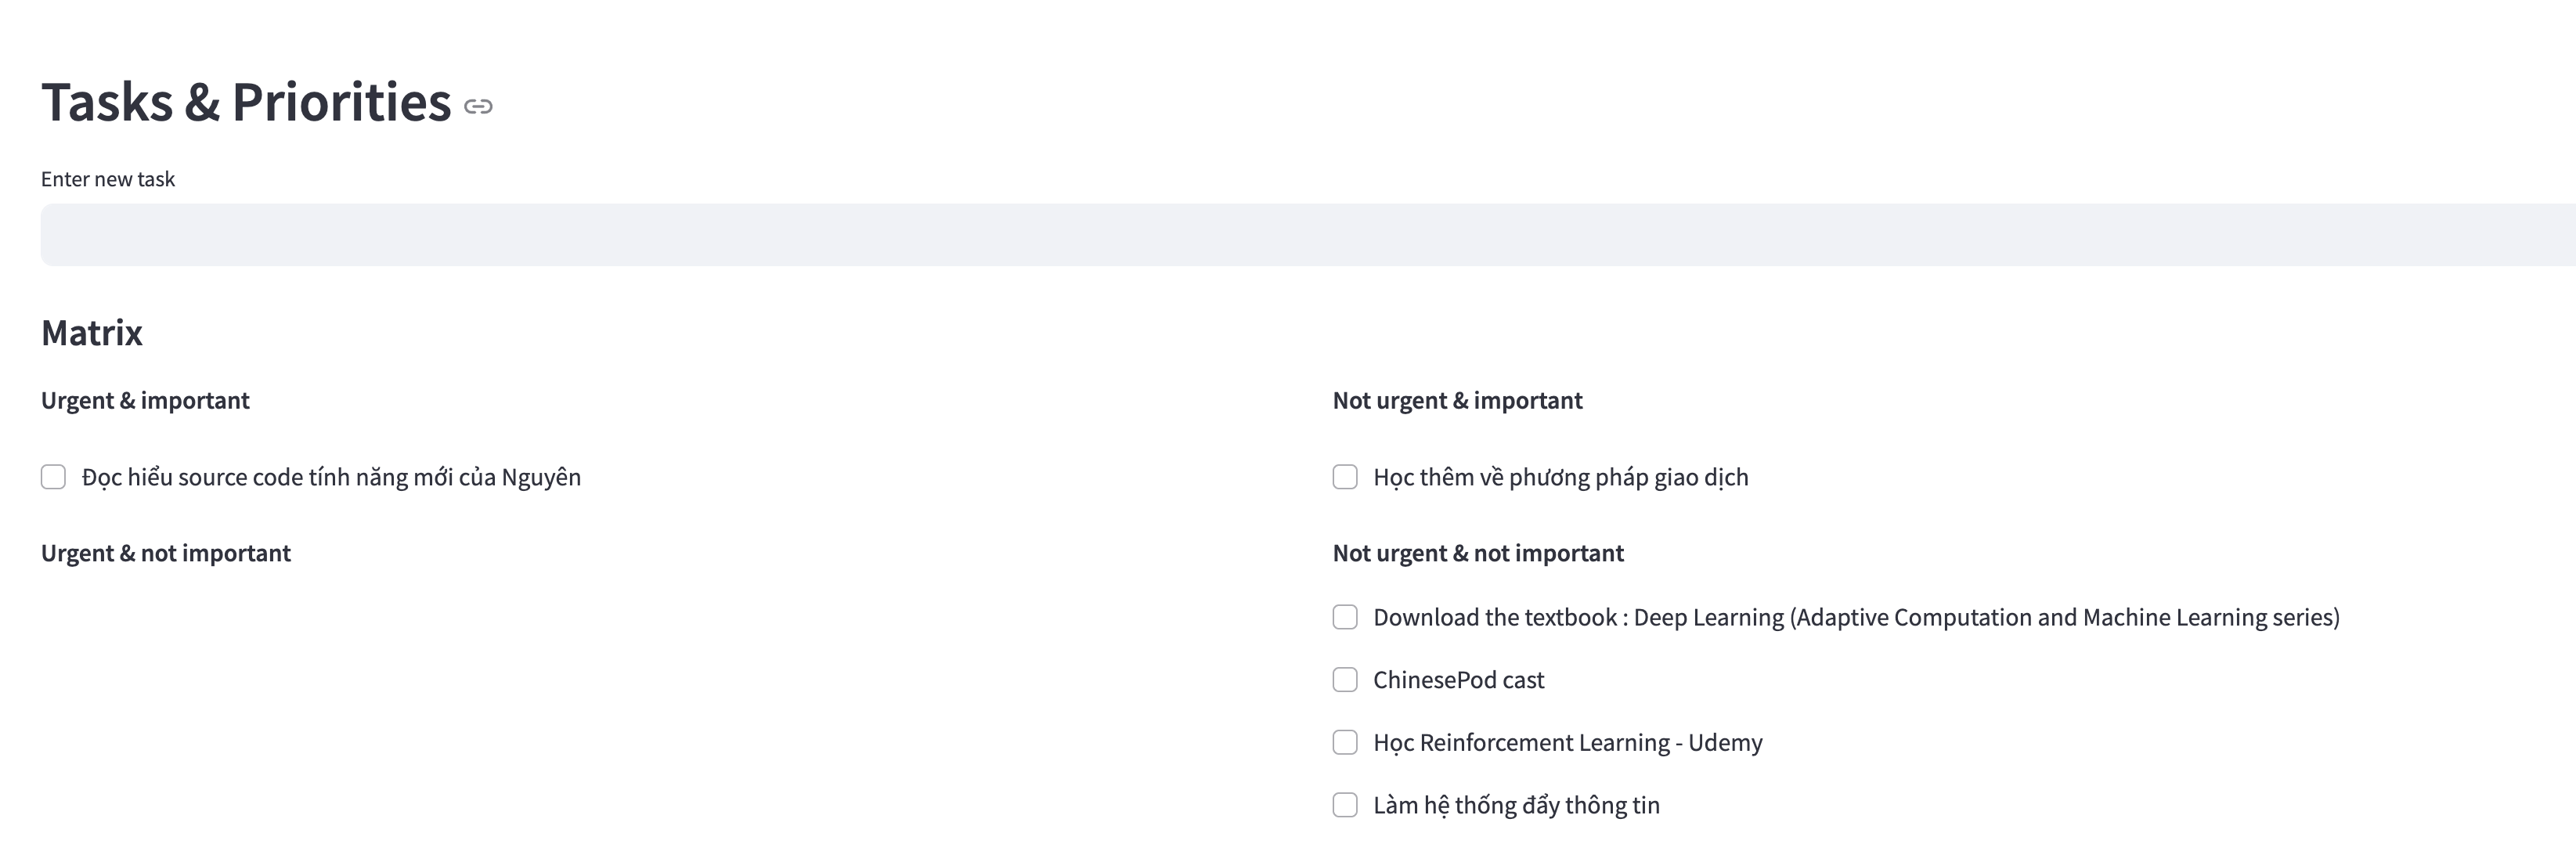 Tasks & Priorities
Enter new task
Matrix
Urgent & important
Not urgent & important
Đọc hiểu source code tính năng mới của Nguyên
Học thêm về phương pháp giao dịch
Urgent & not important
Not urgent & not important
Download the textbook : Deep Learning (Adaptive Computation and Machine Learning series)
ChinesePod cast
Học Reinforcement Learning - Udemy
Làm hệ thống đẩy thông tin